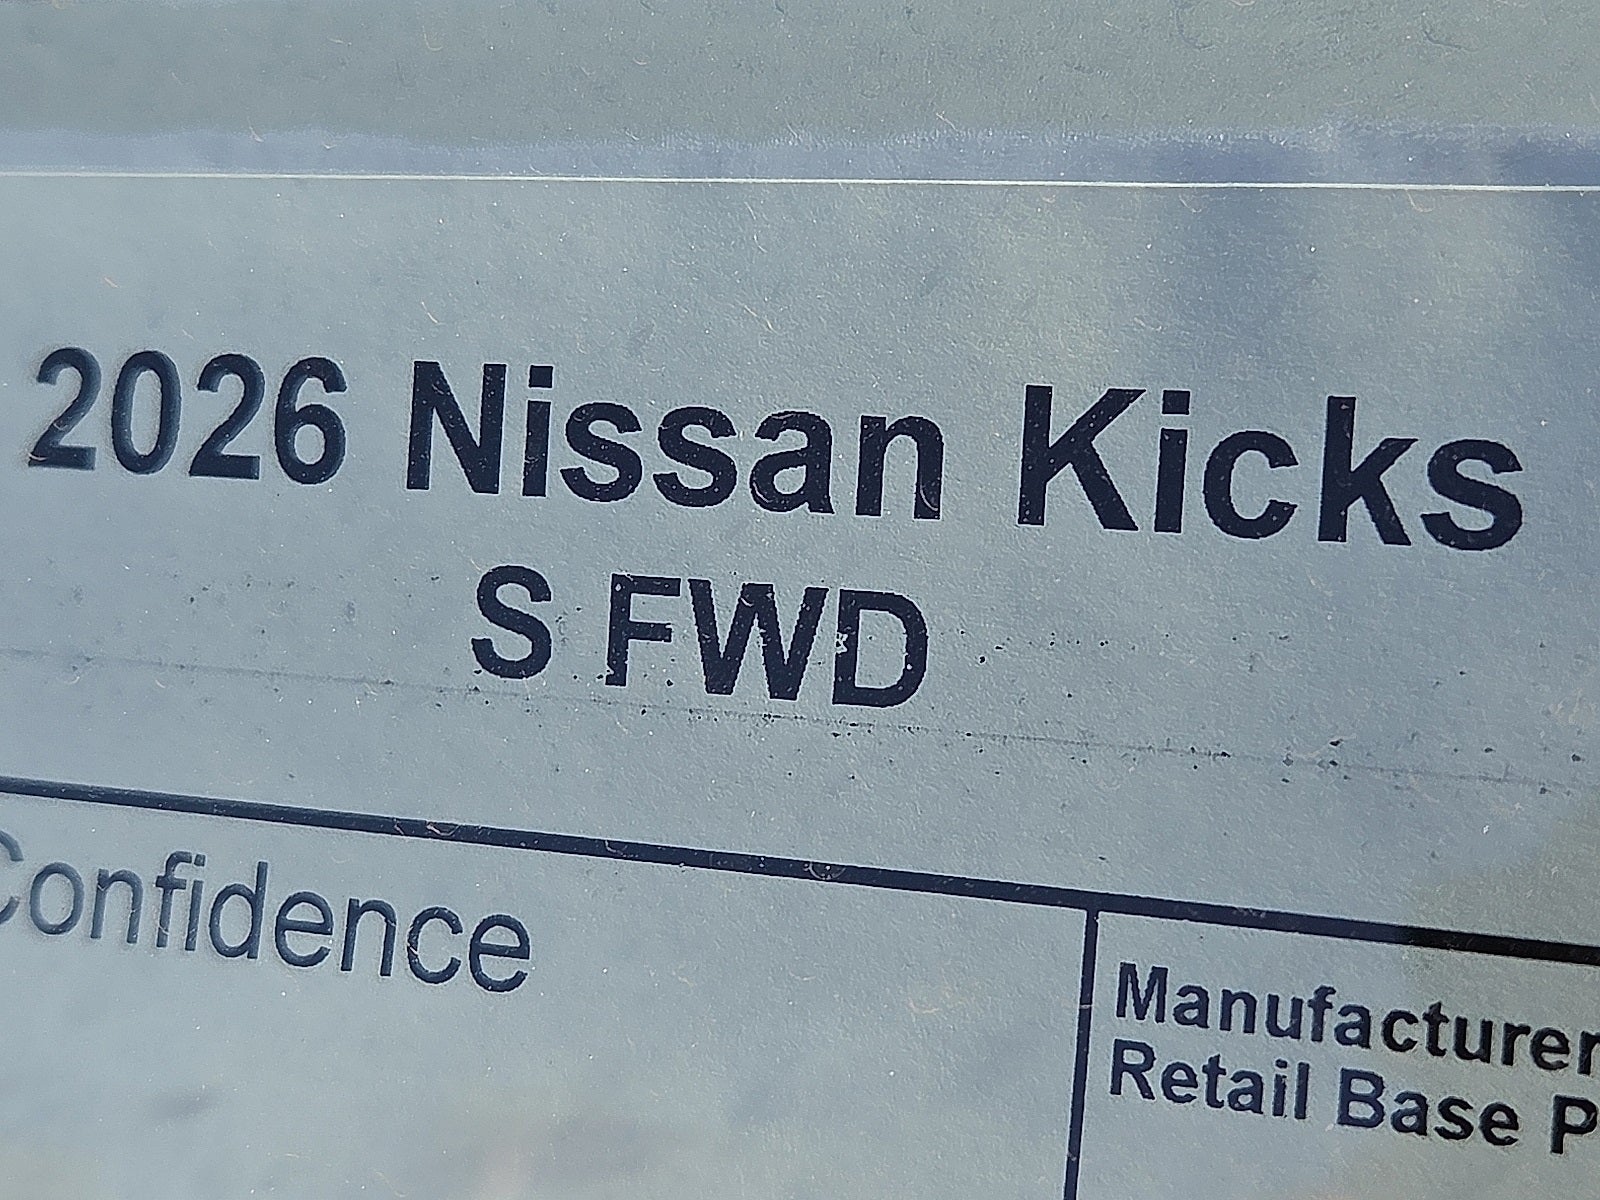 2026 Nissan Kicks
S FWD
Confidence
Manufacturer
Retail Base P